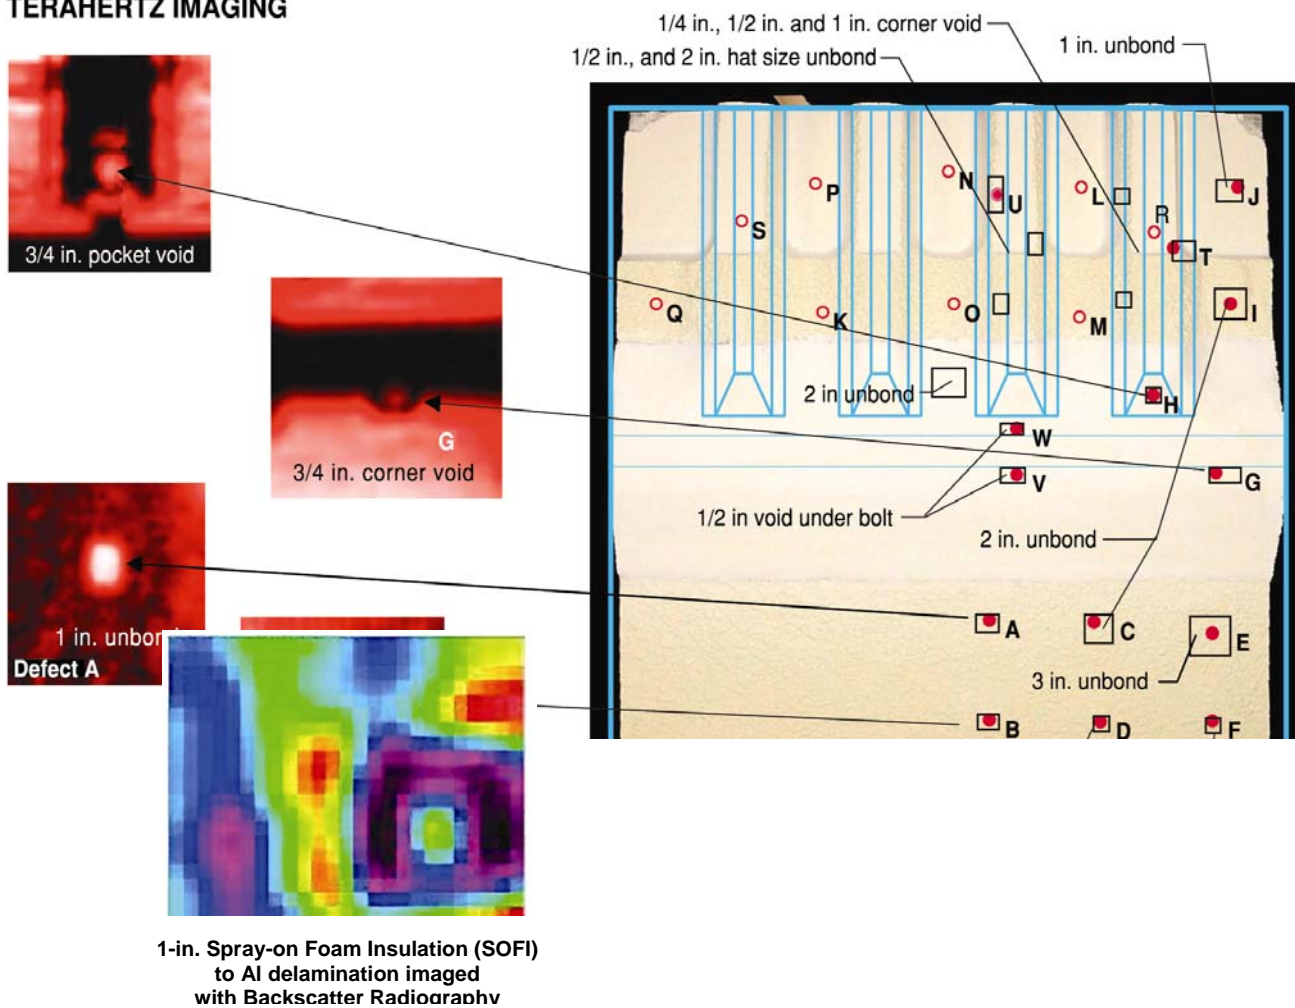 TERAHERTZ IMAGING
1/4 in., 1/2 in. and 1 in. corner void
1/2 in., and 2 in. hat size unbond
1 in. unbond
3/4 in. pocket void
P
N
U
L
R
J
S
T
Q
K
O
M
I
2 in unbond
H
G
3/4 in. corner void
W
V
G
1/2 in void under bolt
2 in. unbond
1 in. unbon
Defect A
A
C
E
3 in. unbond
B
D
F
1-in. Spray-on Foam Insulation (SOFI)
to Al delamination imaged
with Backscatter Radiography